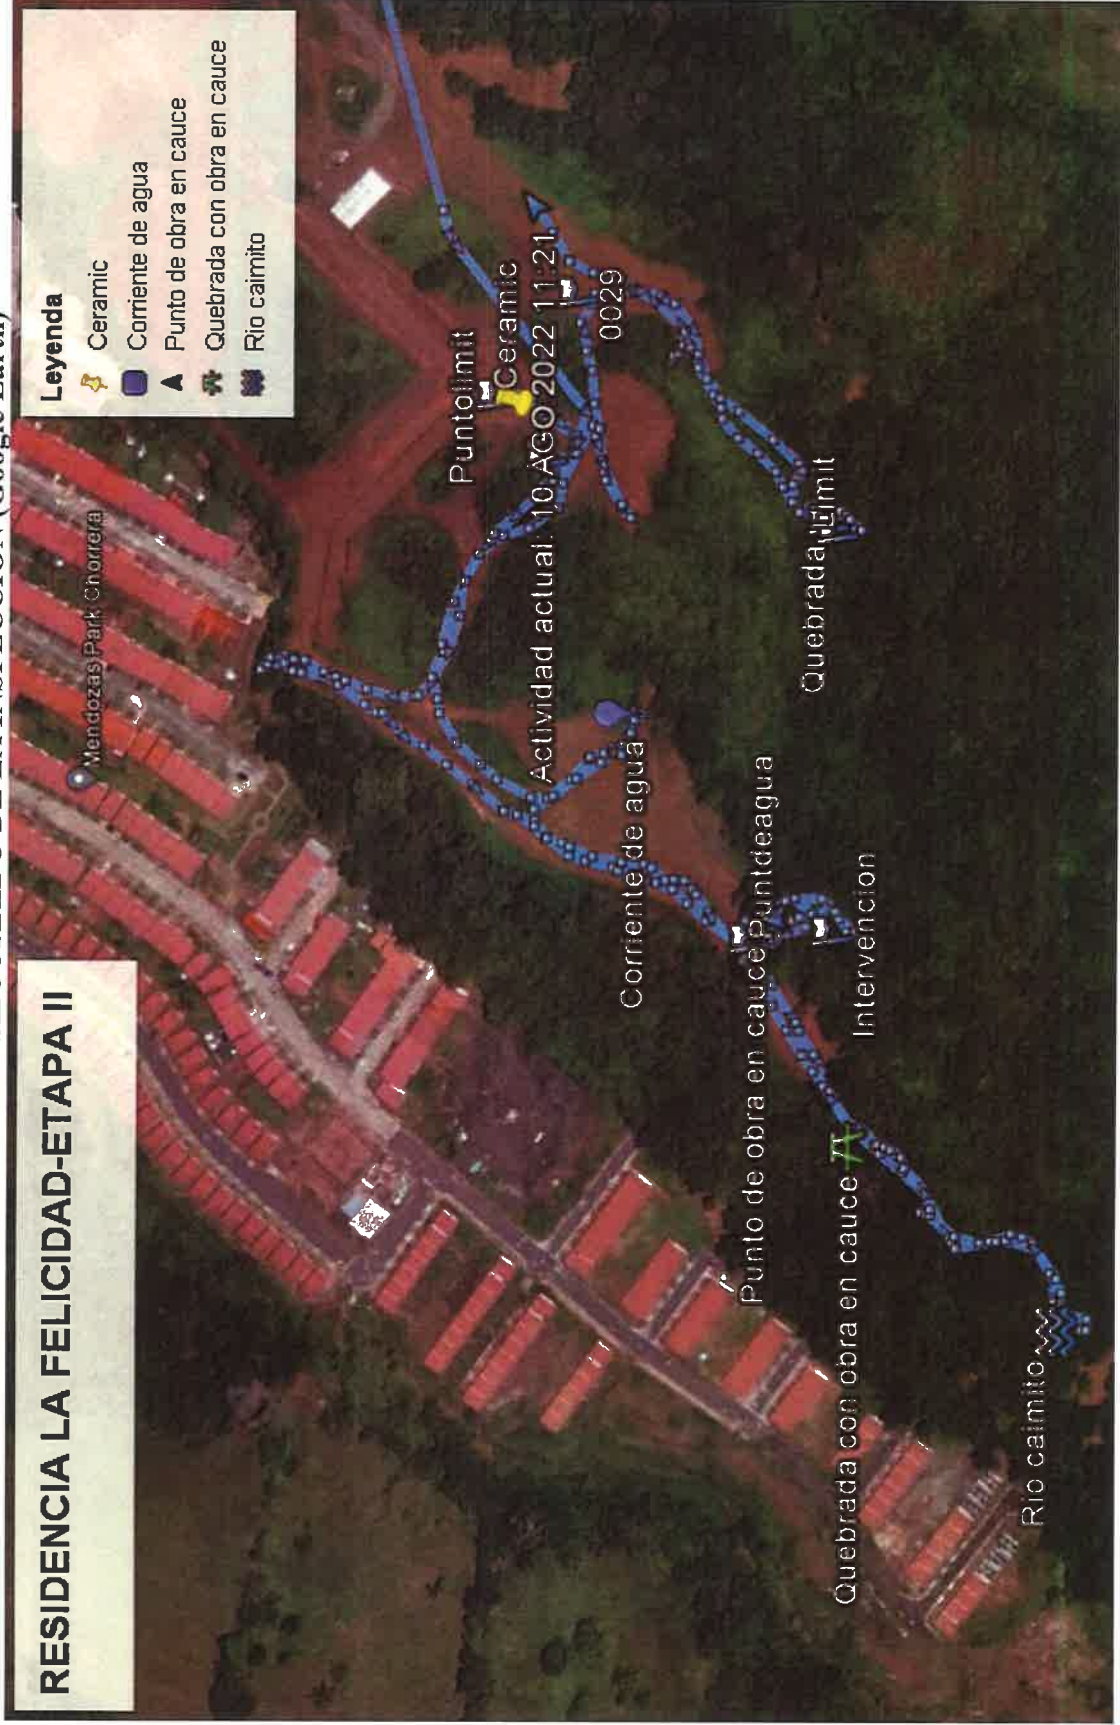 RESIDENCIA LA FELICIDAD-ETAPA II
Leyenda
Ceramic
Corriente de agua
Punto de obra en cauce
Quebrada con obra en cauce
Rio caimito
Mendozas Park Chorrera
Puntolimit
Ceramic
Actividad actual: 10 AGO 2022 11:21
0029
Corriente de agua
Quebrada
Punto de obra en cauce Puntdeagua
Intervencion
Quebrada con obra en cauce
Rio caimito